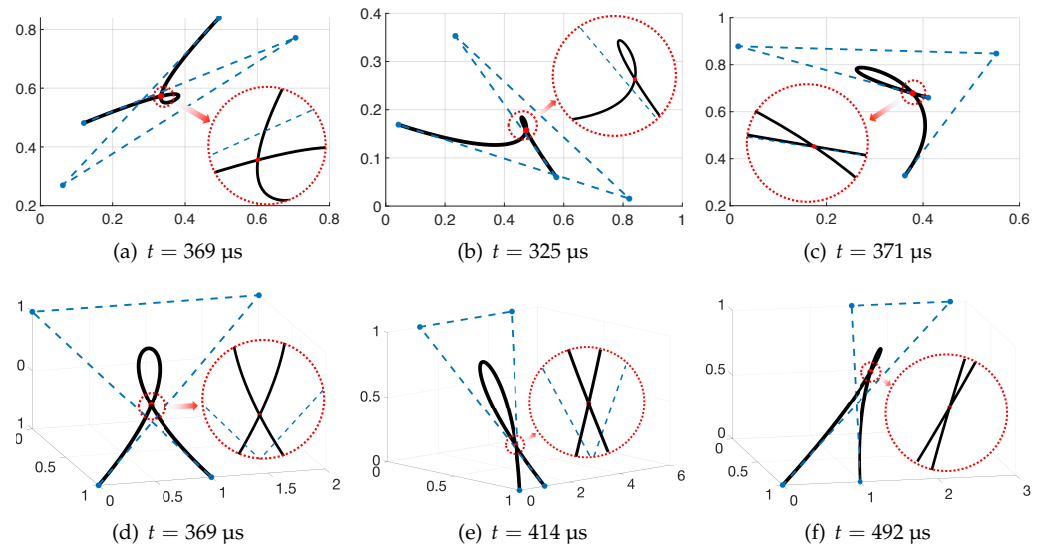 0.8
0.6
0.4
0.2
0 0.2 0.4 0.6 0.8
(a) t = 369 µs
0.4
0.3
0.2
0.1
0
0 0.2 0.4 0.6 0.8 1
(b) t = 325 µs
1
0.8
0.6
0.4
0.2
0 0.2 0.4 0.6
(c) t = 371 µs
1
0
1
0
0.5
1
0 0.5 1 1.5 2
(d) t = 369 µs
1
0.5
0
0
0.5
1
0 2 4 6
(e) t = 414 µs
1
0.5
0
0
0.5
1
0 1 2 3
(f) t = 492 µs